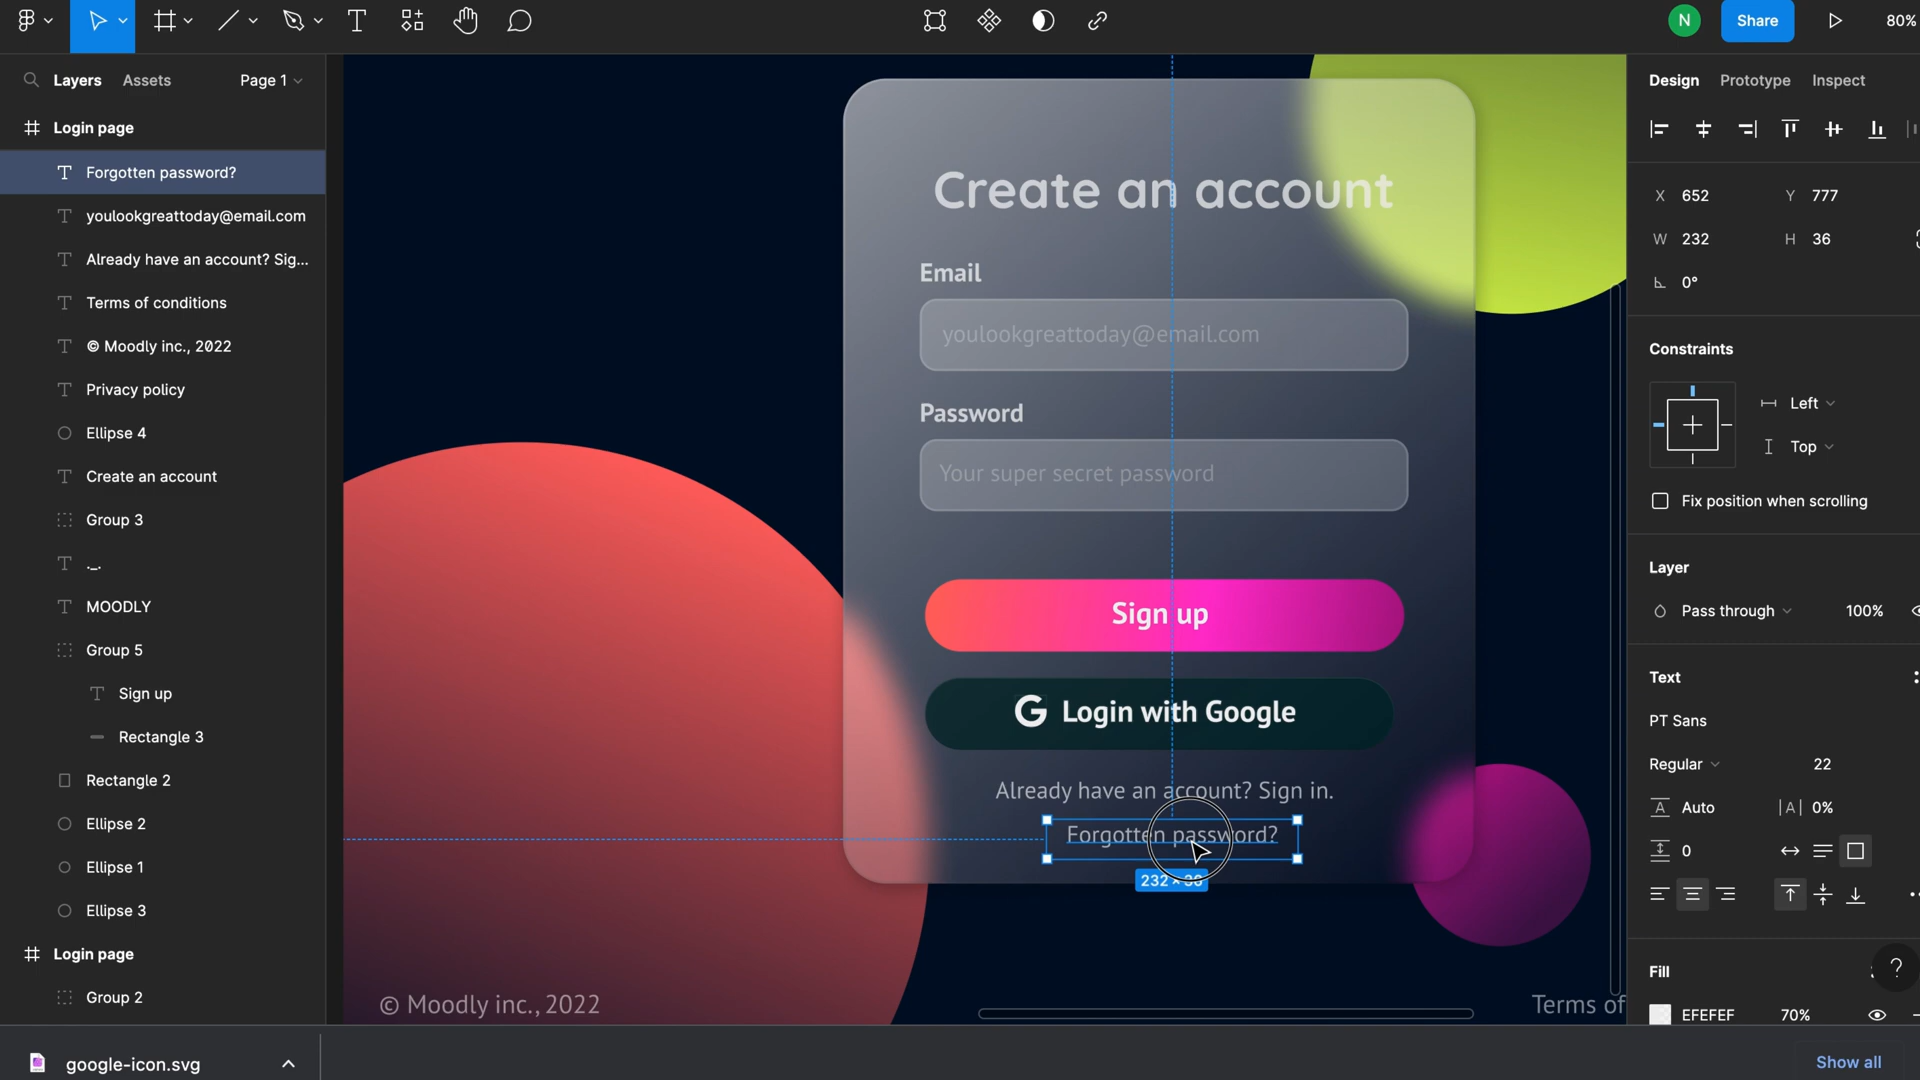 N
Share
80%
Layers
Assets
Page 1
Login page
Forgotten password?
youlookgreattoday@email.com
Already have an account? Sig...
Terms of conditions
© Moodly inc., 2022
Privacy policy
Ellipse 4
Create an account
Group 3
._.
MOODLY
Group 5
Sign up
Rectangle 3
Rectangle 2
Ellipse 2
Ellipse 1
Ellipse 3
Login page
Group 2
Create an account
Email
youlookgreattoday@email.com
Password
Your super secret password
Sign up
G Login with Google
Already have an account? Sign in.
Forgotten password?
232 × 36
© Moodly inc., 2022
Terms of
Design
Prototype
Inspect
X 652
Y 777
W 232
H 36
0°
Constraints
Left
Top
Fix position when scrolling
Layer
Pass through
100%
Text
PT Sans
Regular
22
A Auto
|A| 0%
0
Fill
?
EFEFEF
70%
google-icon.svg
Show all